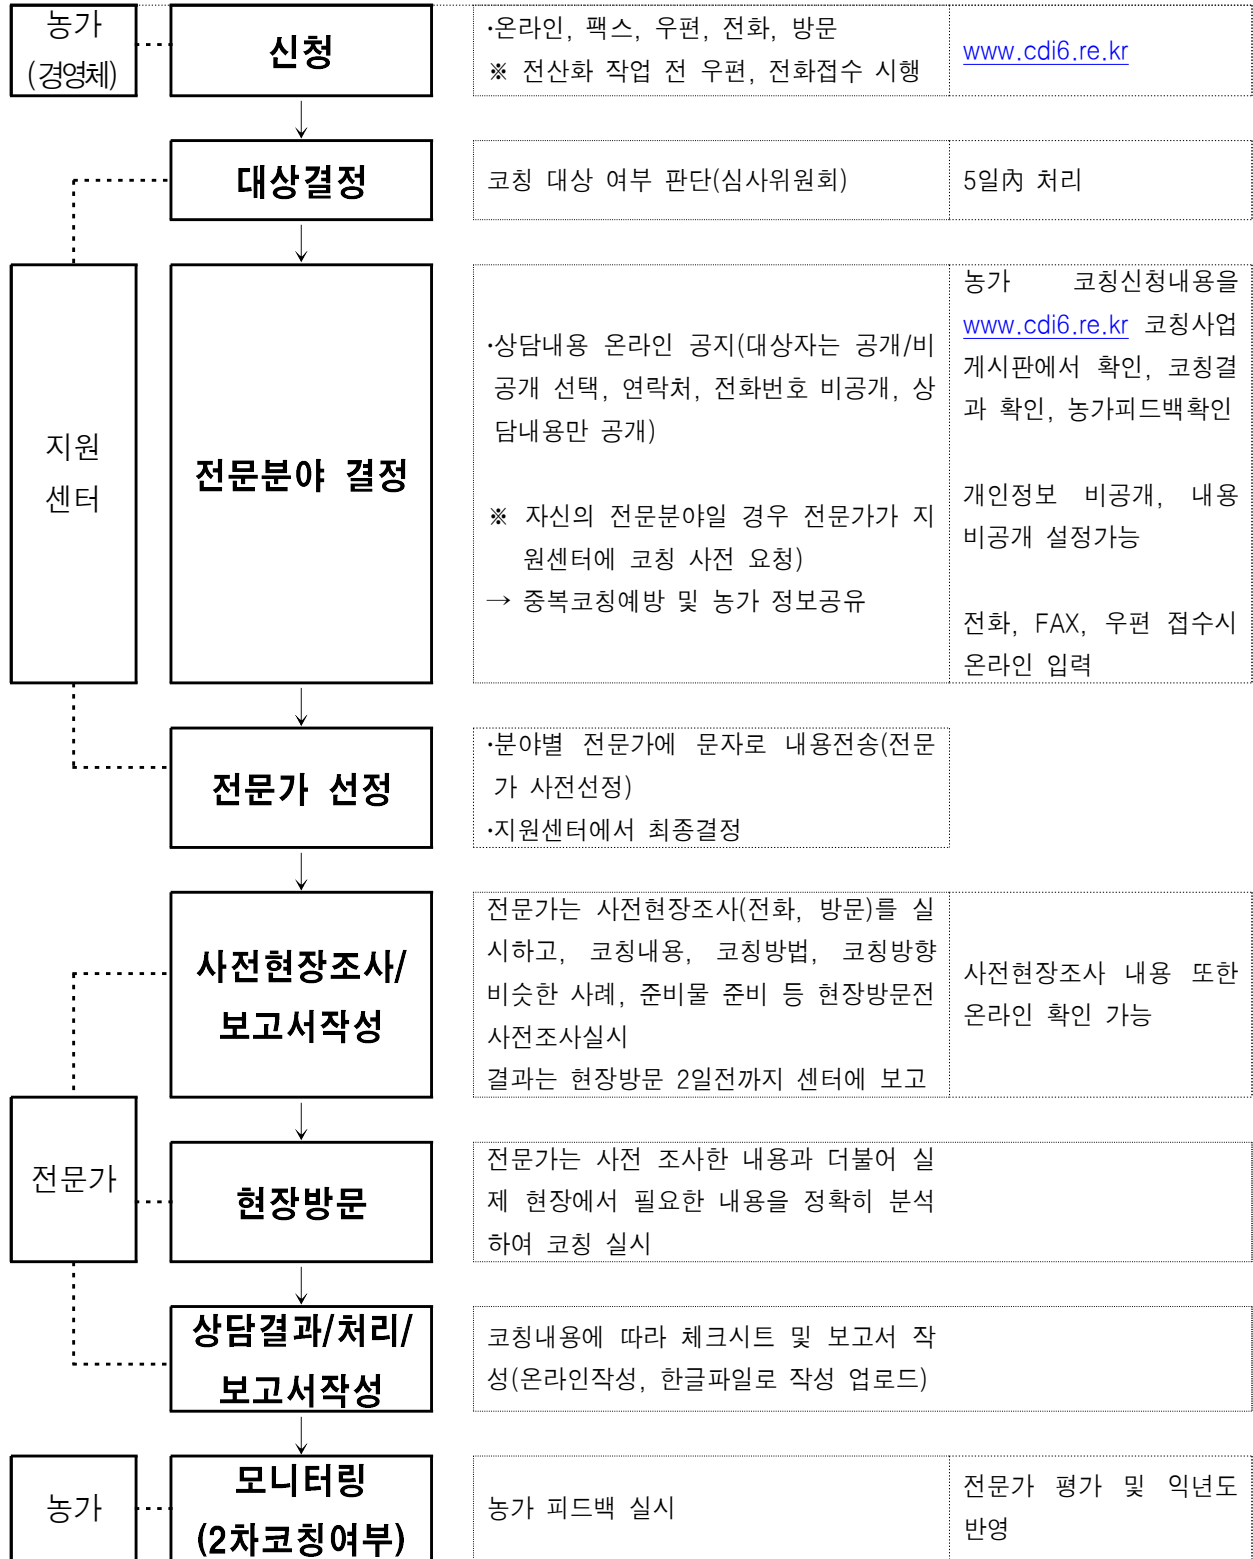 농가
(경영체)
신청
·온라인, 팩스, 우편, 전화, 방문
※ 전산화 작업 전 우편, 전화접수 시행
www.cdi6.re.kr
대상결정
코칭 대상 여부 판단(심사위원회)
5일內 처리
지원
센터
전문분야 결정
·상담내용 온라인 공지(대상자는 공개/비
공개 선택, 연락처, 전화번호 비공개, 상
담내용만 공개)
※ 자신의 전문분야일 경우 전문가가 지
원센터에 코칭 사전 요청)
→ 중복코칭예방 및 농가 정보공유
농가 코칭신청내용을
www.cdi6.re.kr 코칭사업
게시판에서 확인, 코칭결
과 확인, 농가피드백확인
개인정보 비공개, 내용
비공개 설정가능
전화, FAX, 우편 접수시
온라인 입력
전문가 선정
·분야별 전문가에 문자로 내용전송(전문
가 사전선정)
·지원센터에서 최종결정
사전현장조사/
보고서작성
전문가는 사전현장조사(전화, 방문)를 실
시하고, 코칭내용, 코칭방법, 코칭방향
비슷한 사례, 준비물 준비 등 현장방문전
사전조사실시
결과는 현장방문 2일전까지 센터에 보고
사전현장조사 내용 또한
온라인 확인 가능
전문가
현장방문
전문가는 사전 조사한 내용과 더불어 실
제 현장에서 필요한 내용을 정확히 분석
하여 코칭 실시
상담결과/처리/
보고서작성
코칭내용에 따라 체크시트 및 보고서 작
성(온라인작성, 한글파일로 작성 업로드)
농가
모니터링
(2차코칭여부)
농가 피드백 실시
전문가 평가 및 익년도
반영